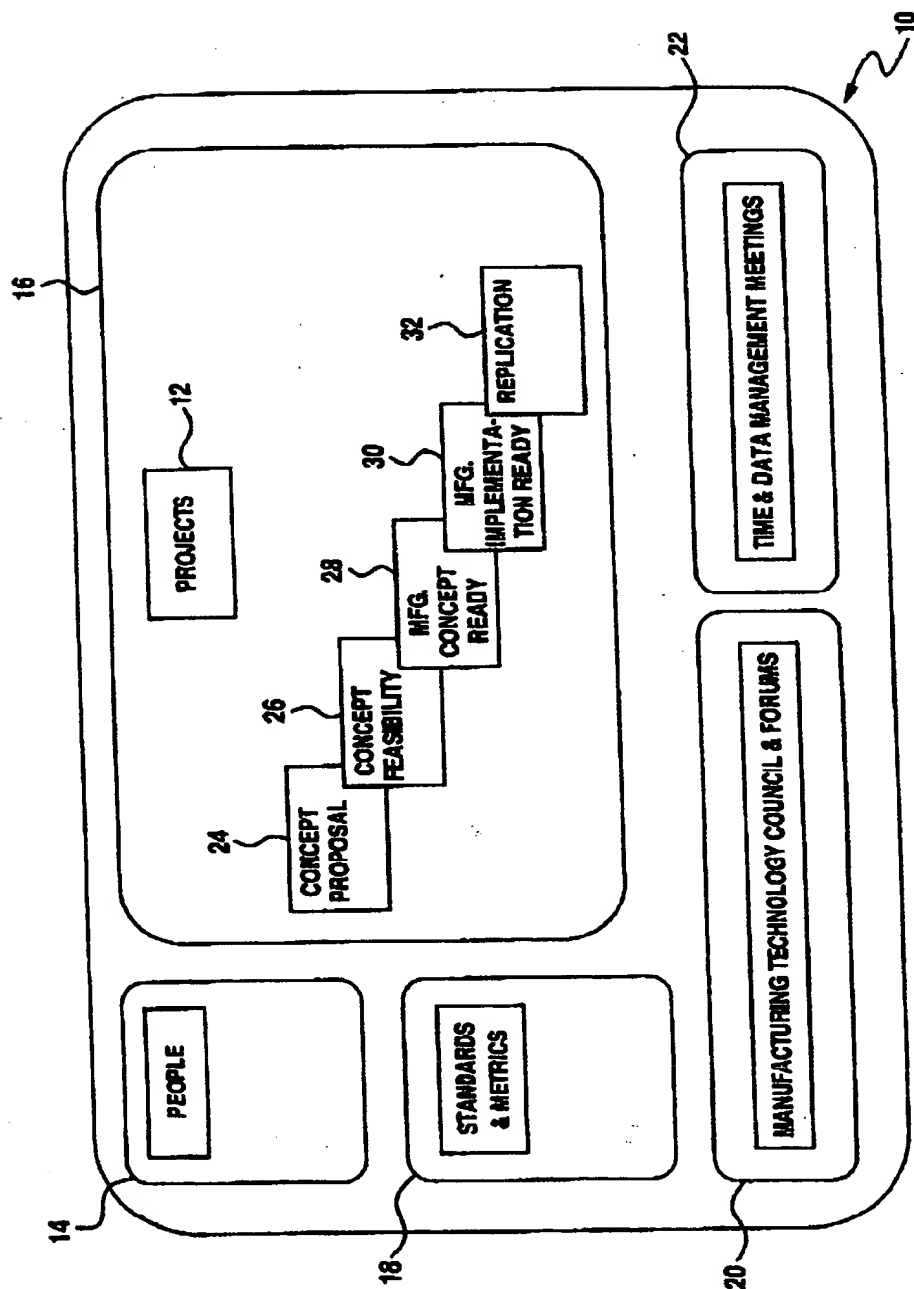 16
14
PEOPLE
PROJECTS
12
24
CONCEPT
PROPOSAL
26
CONCEPT
FEASIBILITY
28
MFG.
CONCEPT
READY
30
MFG.
IMPLEMENTA-
TION READY
32
REPLICATION
18
STANDARDS
& METRICS
20
MANUFACTURING TECHNOLOGY COUNCIL & FORUMS
22
TIME & DATA MANAGEMENT MEETINGS
10